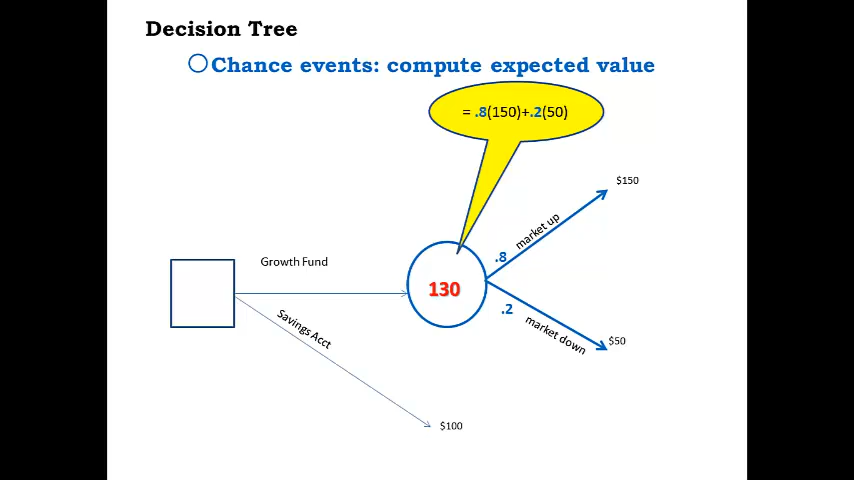 Decision Tree
Chance events: compute expected value
= .8(150)+.2(50)
$150
market up
.8
Growth Fund
130
.2
market down
$50
Savings Acct
$100